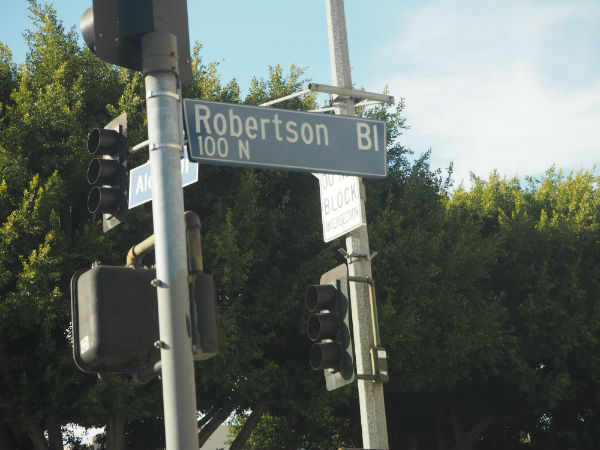 Robertson Bl
100 N
BLOCK
INTERSECTION